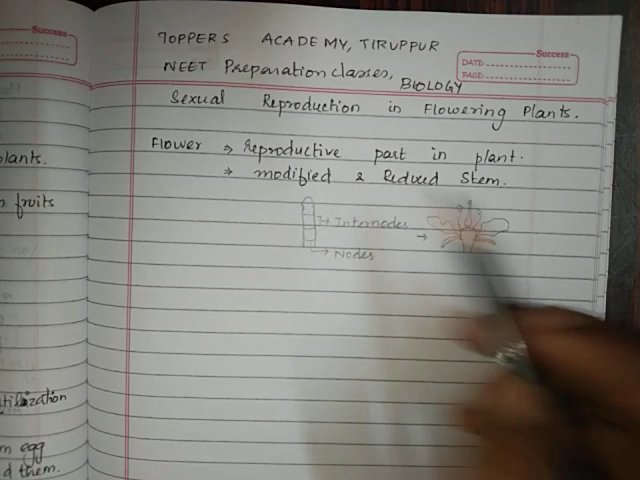 Success
TOPPERS ACADEMY, TIRUPPUR
Success
DATE:
PAGE:
NEET Preparation classes, BIOLOGY
Sexual Reproduction in Flowering Plants.
Flower → Reproductive part in plant.
→ modified & Reduced Stem.
→ Internodes
→ Nodes
→
plants.
fruits
egg
d them.